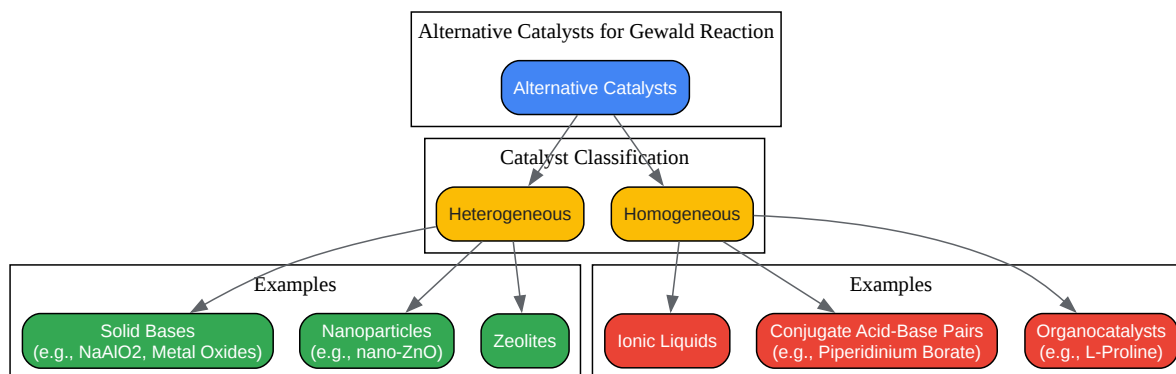 Alternative Catalysts for Gewald Reaction
Alternative Catalysts
Catalyst Classification
Heterogeneous
Homogeneous
Examples
Solid Bases
(e.g., NaAlO2, Metal Oxides)
Nanoparticles
(e.g., nano-ZnO)
Zeolites
Examples
Ionic Liquids
Conjugate Acid-Base Pairs
(e.g., Piperidinium Borate)
Organocatalysts
(e.g., L-Proline)